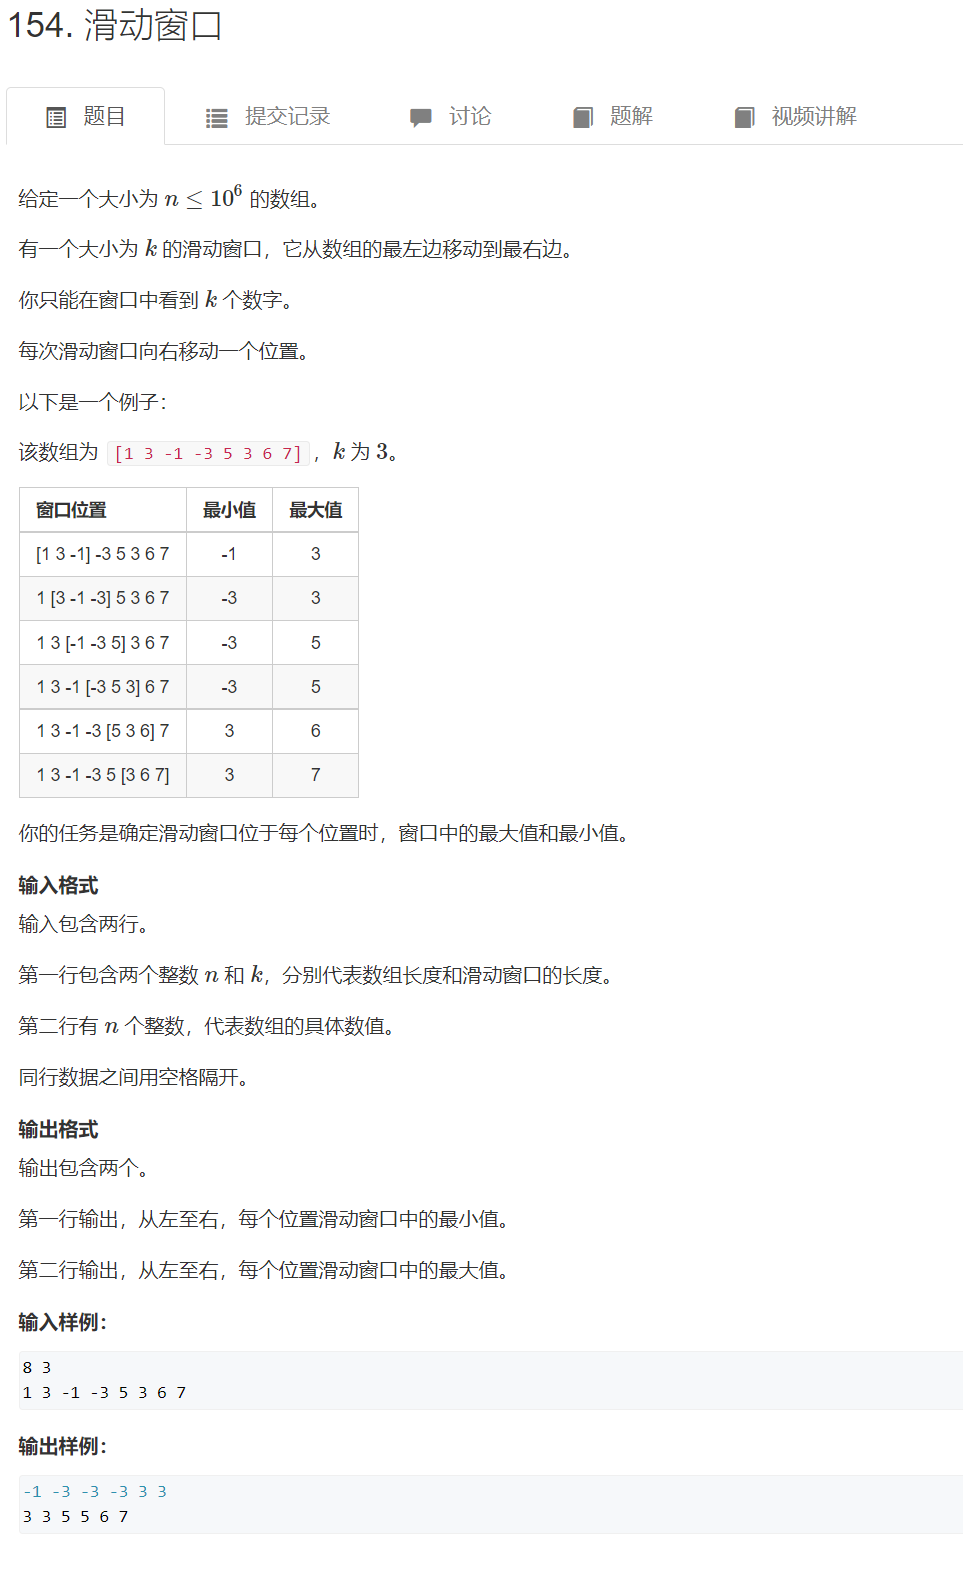 154. 滑动窗口
题目 提交记录 讨论 题解 视频讲解
给定一个大小为 n ≤ 10⁶ 的数组。
有一个大小为 k 的滑动窗口，它从数组的最左边移动到最右边。
你只能在窗口中看到 k 个数字。
每次滑动窗口向右移动一个位置。
以下是一个例子：
该数组为 [1 3 -1 -3 5 3 6 7]，k 为 3。
窗口位置 最小值 最大值
[1 3 -1] -3 5 3 6 7 -1 3
1 [3 -1 -3] 5 3 6 7 -3 3
1 3 [-1 -3 5] 3 6 7 -3 5
1 3 -1 [-3 5 3] 6 7 -3 5
1 3 -1 -3 [5 3 6] 7 3 6
1 3 -1 -3 5 [3 6 7] 3 7
你的任务是确定滑动窗口位于每个位置时，窗口中的最大值和最小值。
输入格式
输入包含两行。
第一行包含两个整数 n 和 k，分别代表数组长度和滑动窗口的长度。
第二行有 n 个整数，代表数组的具体数值。
同行数据之间用空格隔开。
输出格式
输出包含两个。
第一行输出，从左至右，每个位置滑动窗口中的最小值。
第二行输出，从左至右，每个位置滑动窗口中的最大值。
输入样例：
8 3
1 3 -1 -3 5 3 6 7
输出样例：
-1 -3 -3 -3 3 3
3 3 5 5 6 7